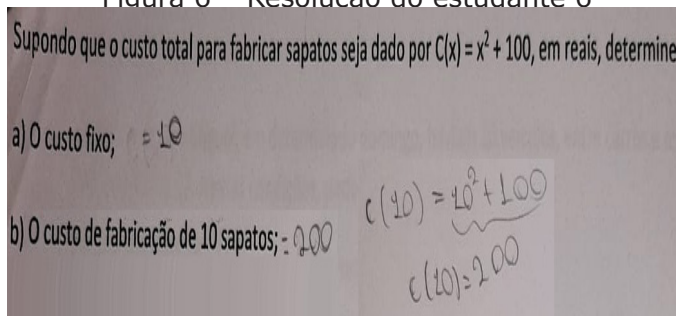 Figura 6 – Resolução do estudante 6
Supondo que o custo total para fabricar sapatos seja dado por C(x) = x² + 100, em reais, determine
a) O custo fixo; = 10
b) O custo de fabricação de 10 sapatos; = 200
c(10) = 10² + 100
c(10) = 200